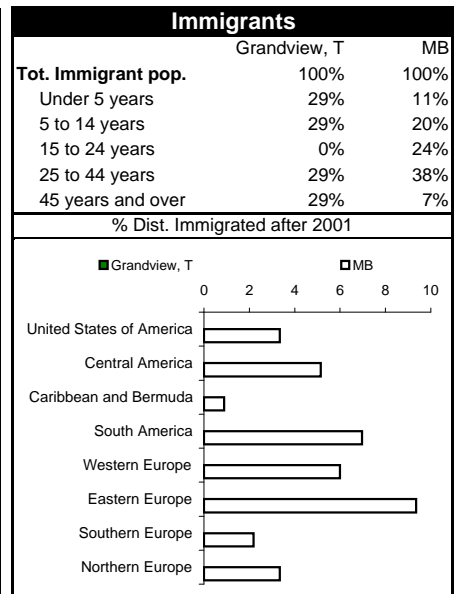 Immigrants
Grandview, T MB
Tot. Immigrant pop. 100% 100%
Under 5 years 29% 11%
5 to 14 years 29% 20%
15 to 24 years 0% 24%
25 to 44 years 29% 38%
45 years and over 29% 7%
% Dist. Immigrated after 2001
Grandview, T MB
0 2 4 6 8 10
United States of America
Central America
Caribbean and Bermuda
South America
Western Europe
Eastern Europe
Southern Europe
Northern Europe